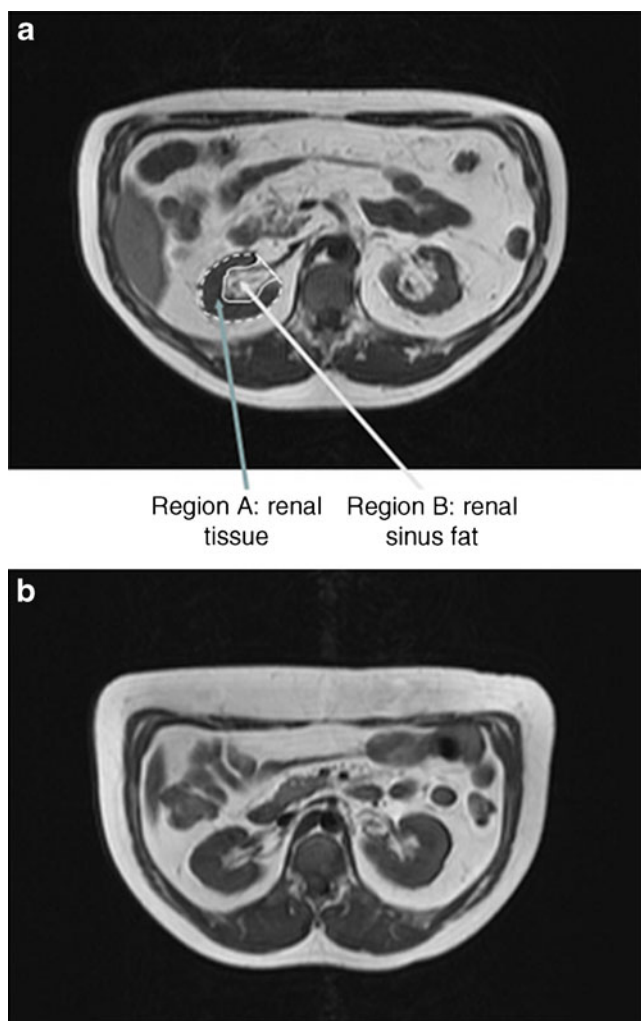 a
Region A: renal
tissue
Region B: renal
sinus fat
b